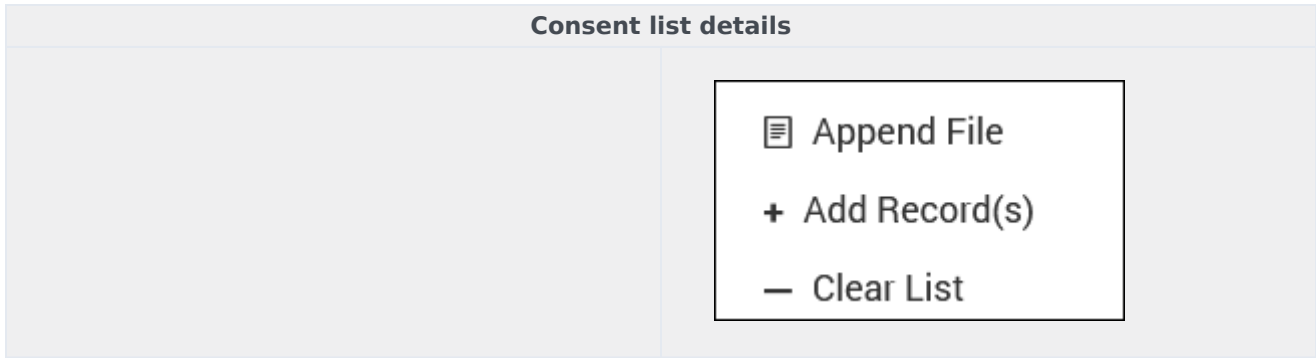 Consent list details
Append File
+ Add Record(s)
— Clear List